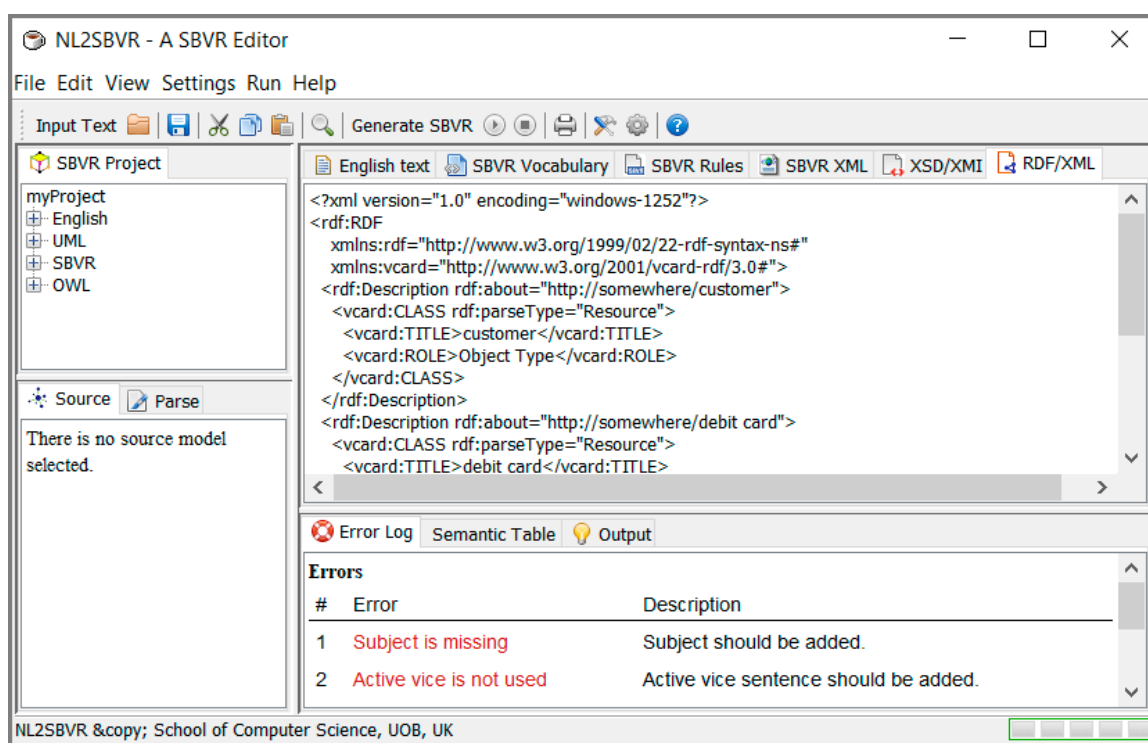 NL2SBVR - A SBVR Editor
File Edit View Settings Run Help
Input Text Generate SBVR
SBVR Project
myProject
English
UML
SBVR
OWL
Source Parse
There is no source model
selected.
English text SBVR Vocabulary SBVR Rules SBVR XML XSD/XMI RDF/XML
<?xml version="1.0" encoding="windows-1252"?>
<rdf:RDF
xmlns:rdf="http://www.w3.org/1999/02/22-rdf-syntax-ns#"
xmlns:vcard="http://www.w3.org/2001/vcard-rdf/3.0#">
<rdf:Description rdf:about="http://somewhere/customer">
<vcard:CLASS rdf:parseType="Resource">
<vcard:TITLE>customer</vcard:TITLE>
<vcard:ROLE>Object Type</vcard:ROLE>
</vcard:CLASS>
</rdf:Description>
<rdf:Description rdf:about="http://somewhere/debit card">
<vcard:CLASS rdf:parseType="Resource">
<vcard:TITLE>debit card</vcard:TITLE>
Error Log Semantic Table Output
Errors
# Error Description
1 Subject is missing Subject should be added.
2 Active vice is not used Active vice sentence should be added.
NL2SBVR &copy; School of Computer Science, UOB, UK